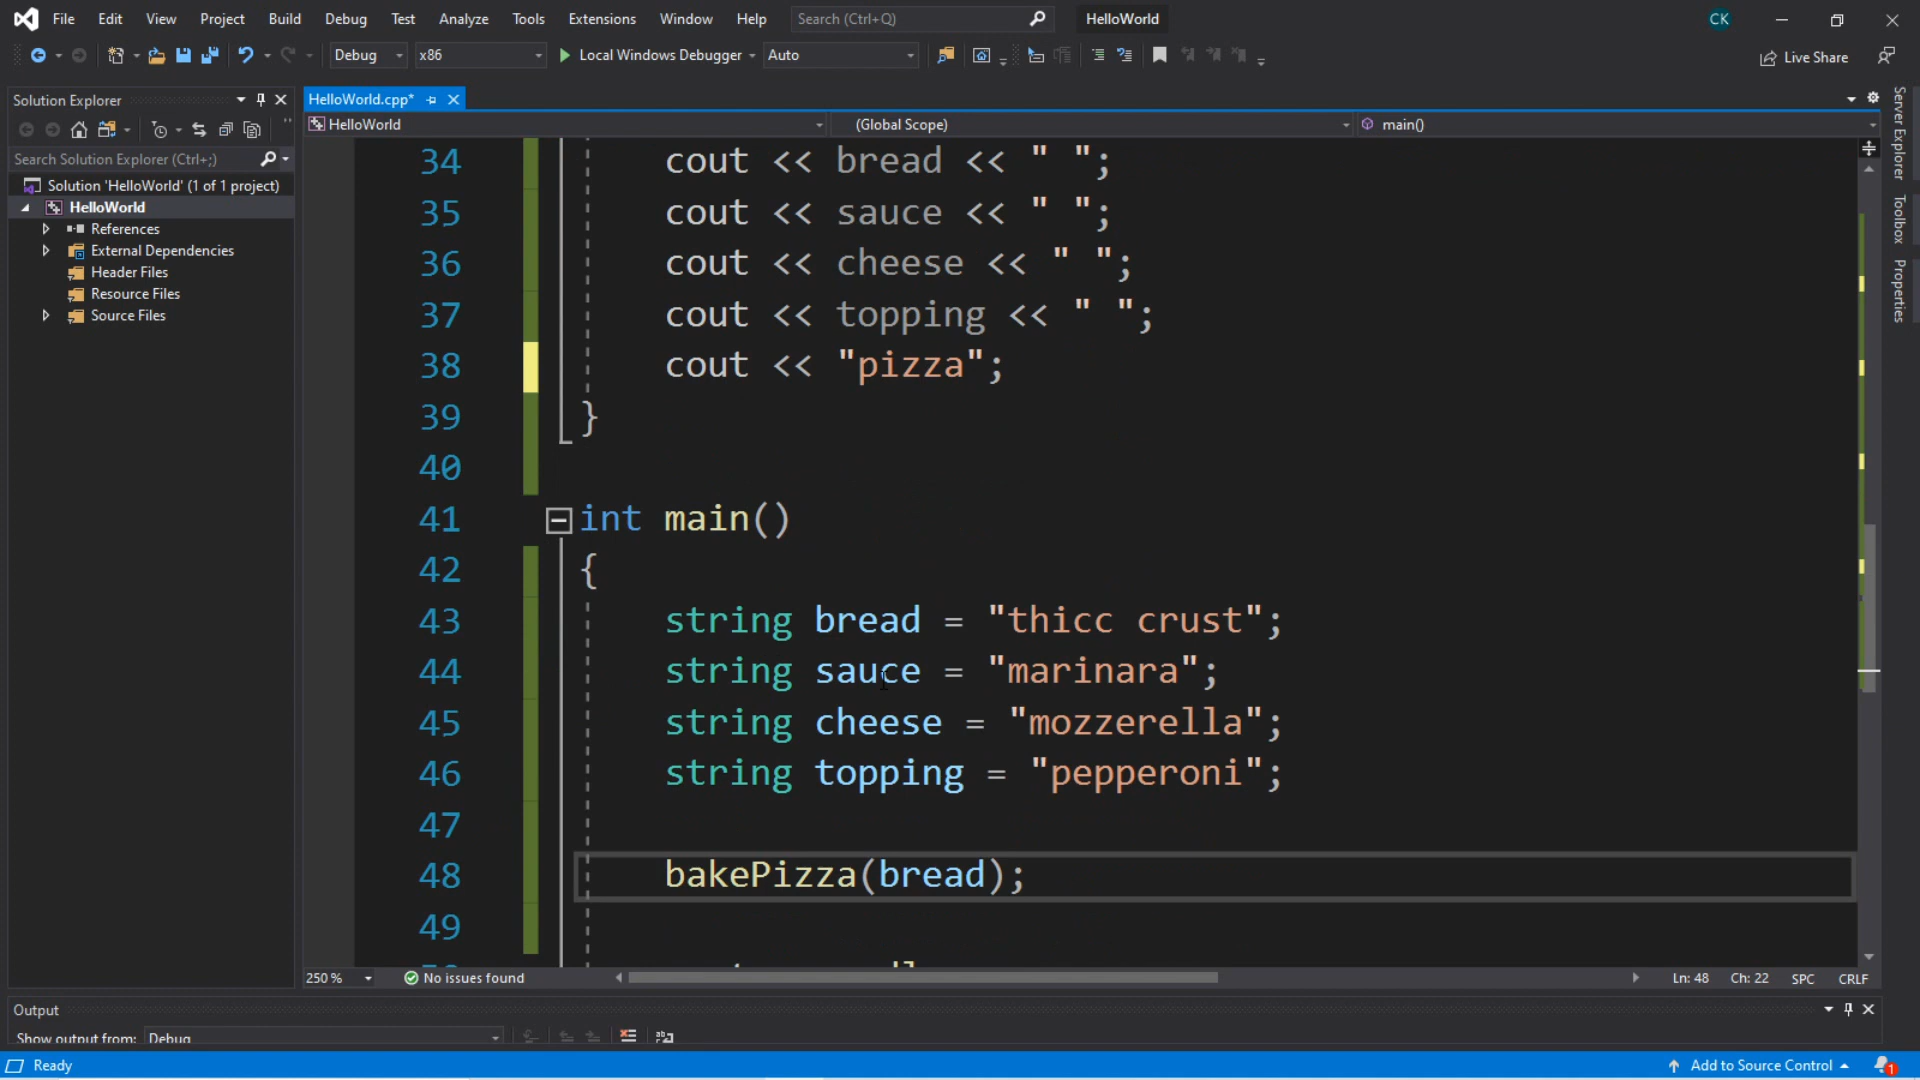 File Edit View Project Build Debug Test Analyze Tools Extensions Window Help Search (Ctrl+Q) HelloWorld CK
Debug x86 Local Windows Debugger Auto Live Share
Solution Explorer
Search Solution Explorer (Ctrl+;)
Solution 'HelloWorld' (1 of 1 project)
HelloWorld
References
External Dependencies
Header Files
Resource Files
Source Files
HelloWorld.cpp*
HelloWorld (Global Scope) main()
34 cout << bread << " ";
35 cout << sauce << " ";
36 cout << cheese << " ";
37 cout << topping << " ";
38 cout << "pizza";
39 }
40
41 int main()
42 {
43 string bread = "thicc crust";
44 string sauce = "marinara";
45 string cheese = "mozzerella";
46 string topping = "pepperoni";
47
48 bakePizza(bread);
49
250 % No issues found Ln: 48 Ch: 22 SPC CRLF
Server Explorer
Toolbox
Properties
Output
Show output from: Debug
Ready Add to Source Control 1